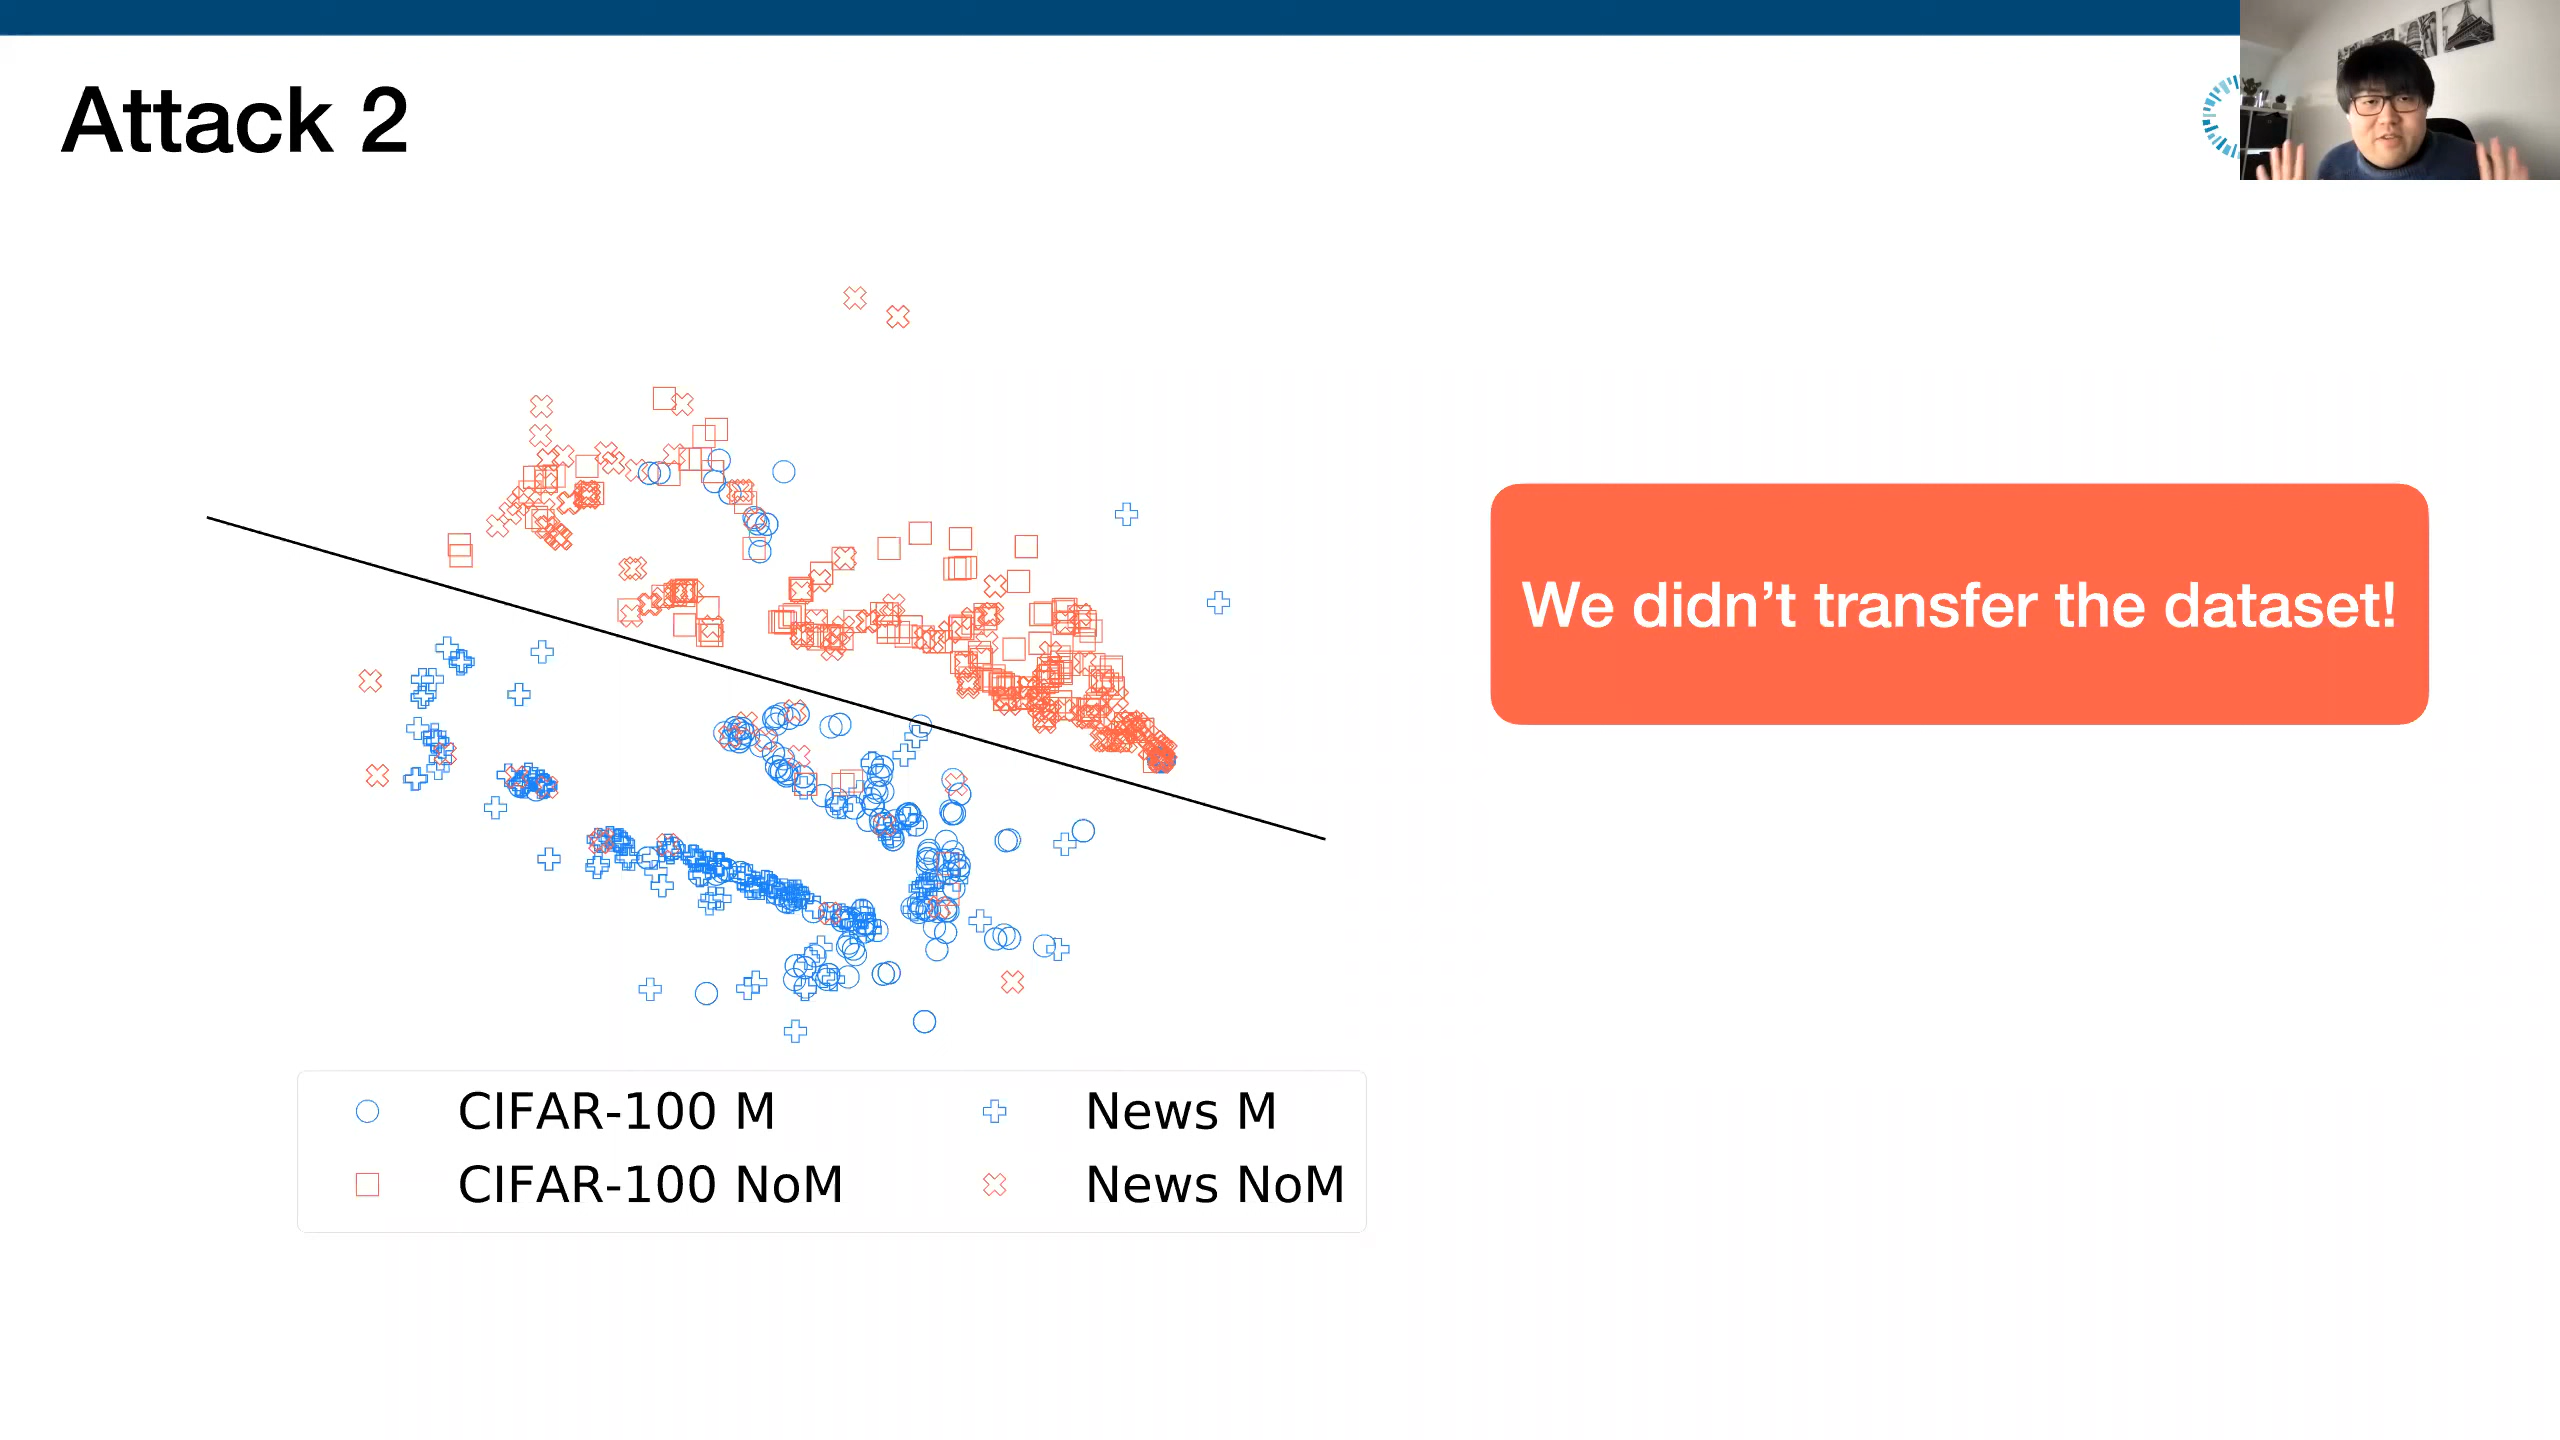 Attack 2
We didn't transfer the dataset!
CIFAR-100 M
News M
CIFAR-100 NoM
News NoM